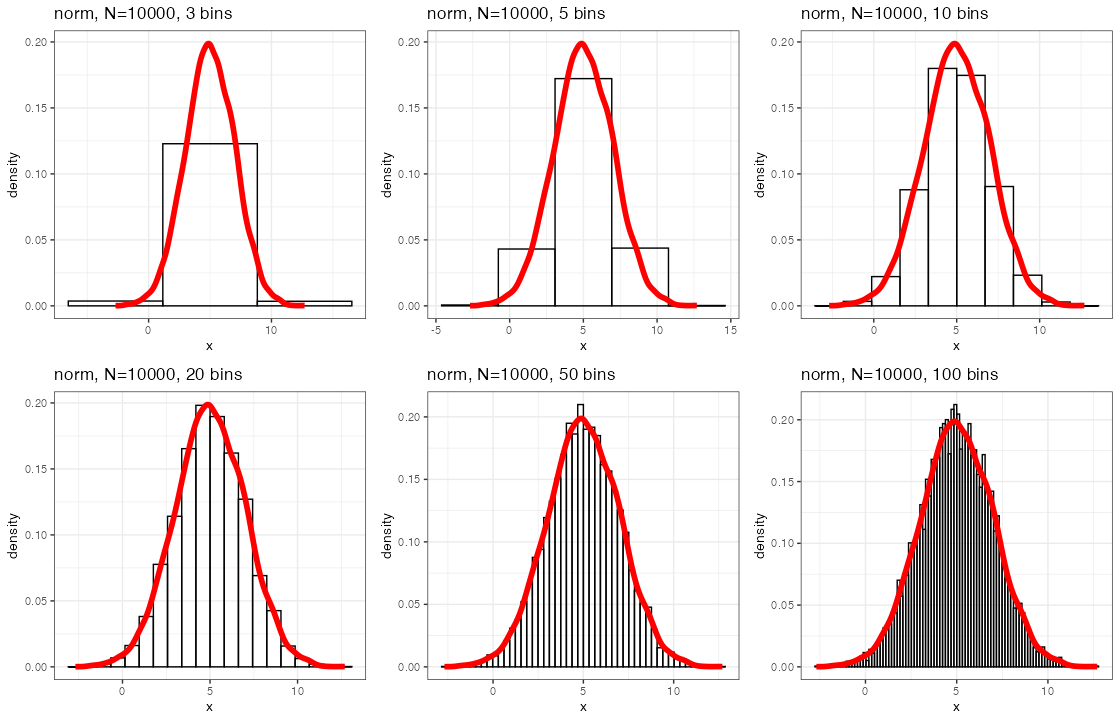 norm, N=10000, 3 bins
0.20
0.15
0.10
0.05
0.00
density
0 10
x
norm, N=10000, 5 bins
0.20
0.15
0.10
0.05
0.00
density
-5 0 5 10 15
x
norm, N=10000, 10 bins
0.20
0.15
0.10
0.05
0.00
density
0 5 10
x
norm, N=10000, 20 bins
0.20
0.15
0.10
0.05
0.00
density
0 5 10
x
norm, N=10000, 50 bins
0.20
0.15
0.10
0.05
0.00
density
0 5 10
x
norm, N=10000, 100 bins
0.20
0.15
0.10
0.05
0.00
density
0 5 10
x